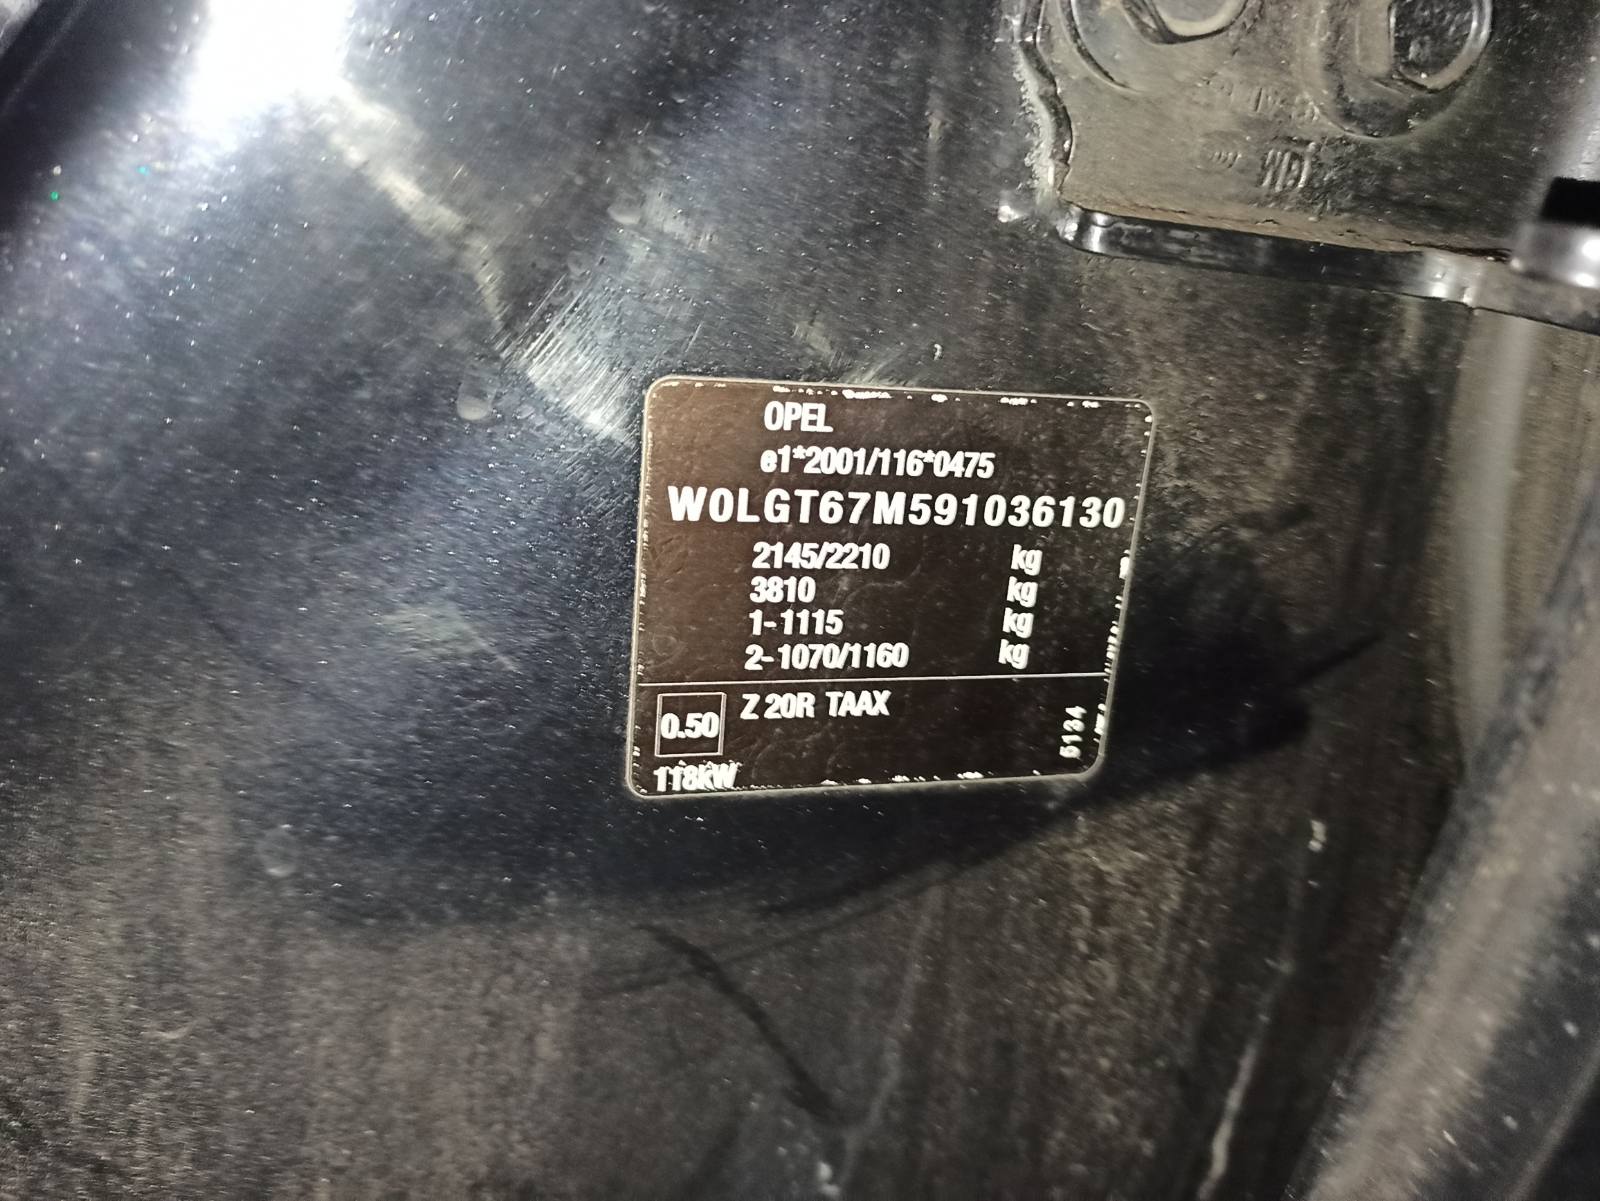 OPEL
e1*2001/116*0475
W0LGT67M591036130
2145/2210 kg
3810 kg
1-1115 kg
2-1070/1160 kg
0.50 Z 20R TAAX
5134
118kW